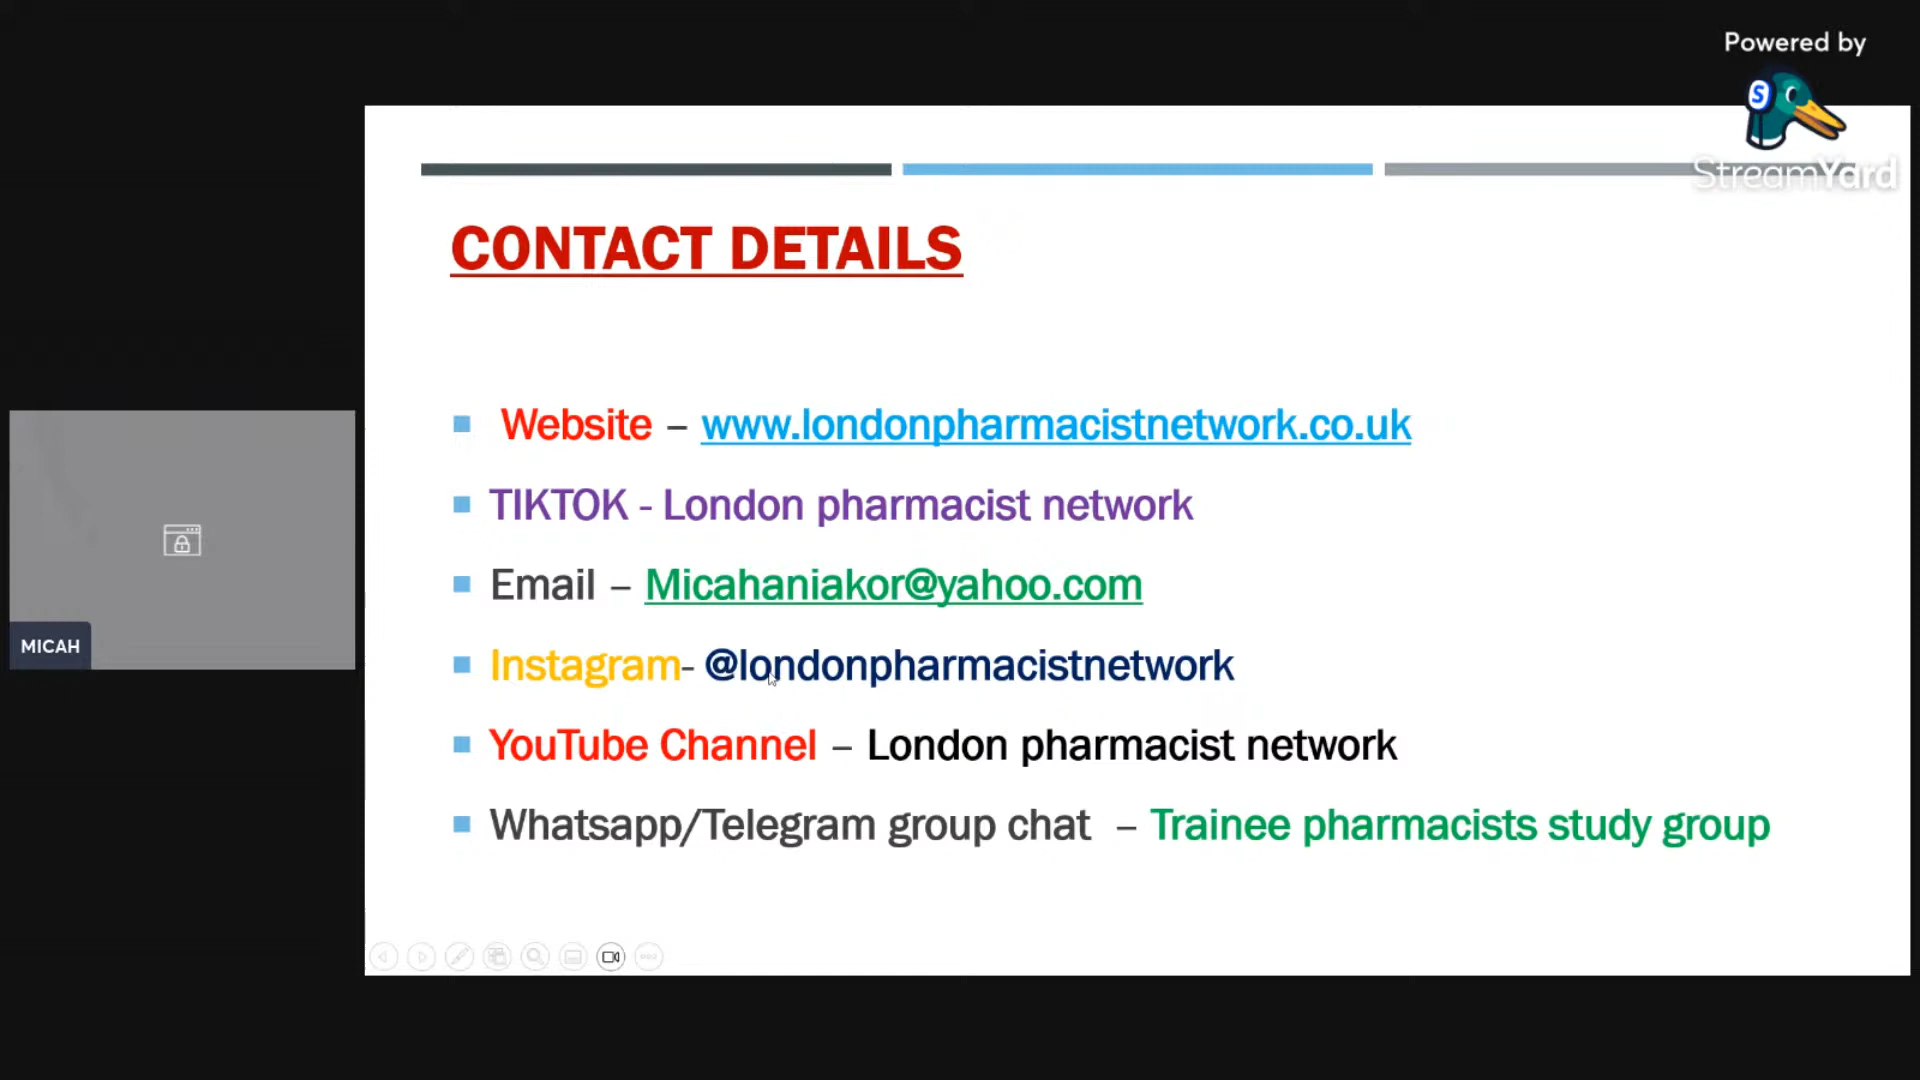 Powered by
StreamYard
CONTACT DETAILS
Website – www.londonpharmacistnetwork.co.uk
TIKTOK - London pharmacist network
Email – Micahaniakor@yahoo.com
Instagram- @londonpharmacistnetwork
YouTube Channel – London pharmacist network
Whatsapp/Telegram group chat – Trainee pharmacists study group
MICAH